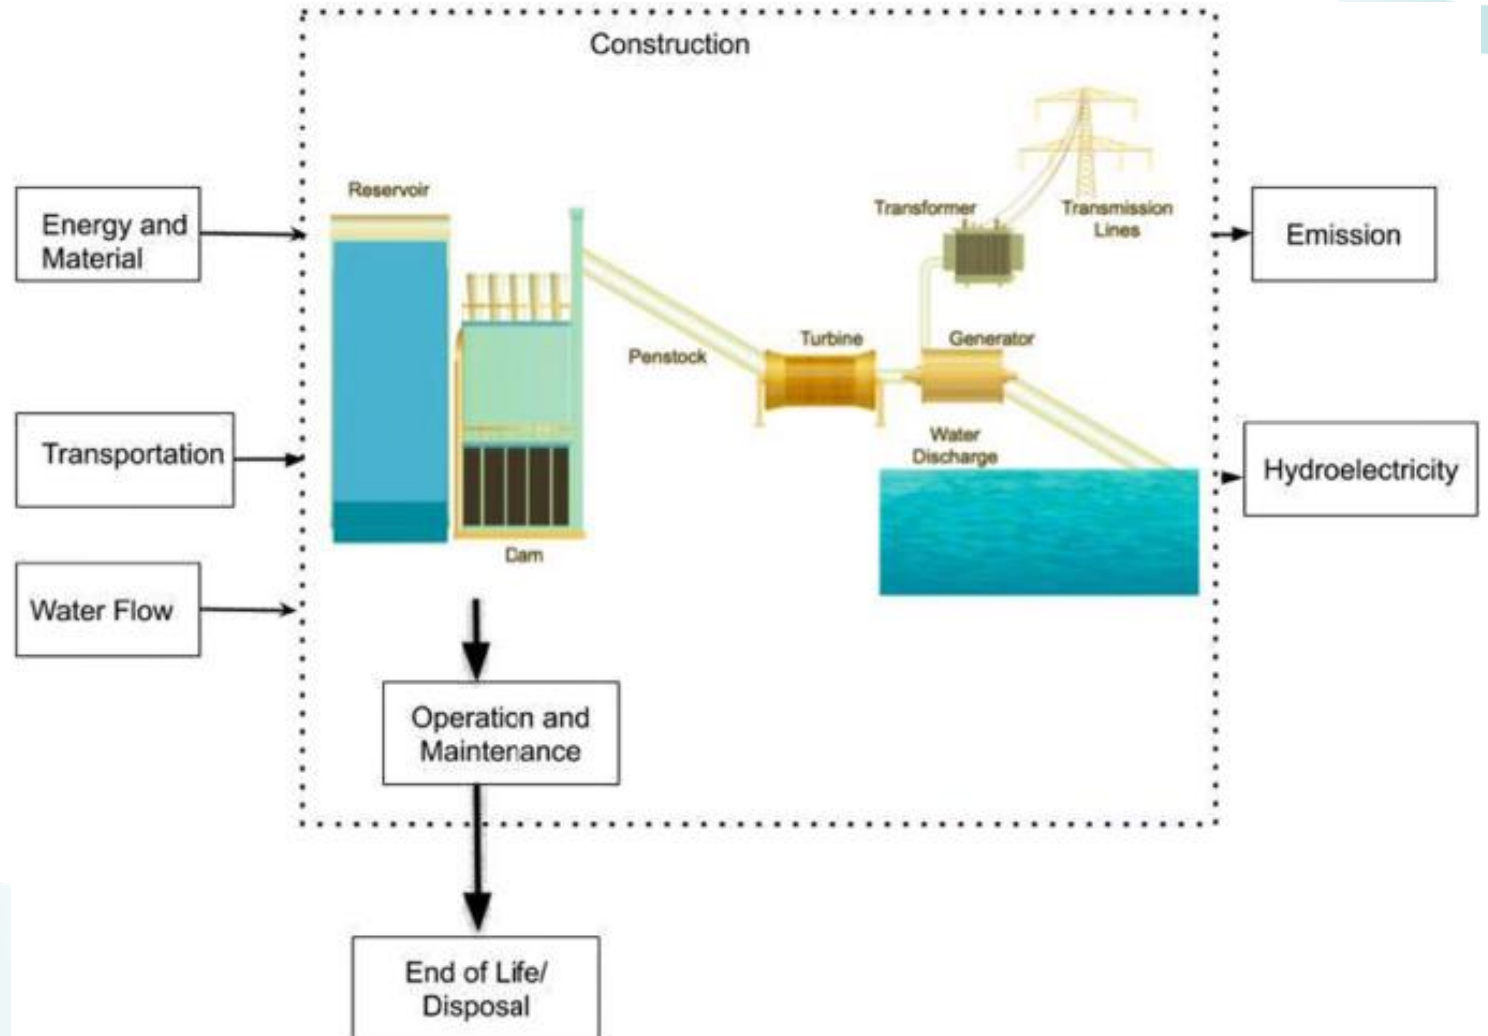 Construction
Reservoir
Energy and
Material
Transformer
Transmission
Lines
Emission
Penstock
Turbine
Generator
Transportation
Water
Discharge
Hydroelectricity
Dam
Water Flow
Operation and
Maintenance
End of Life/
Disposal